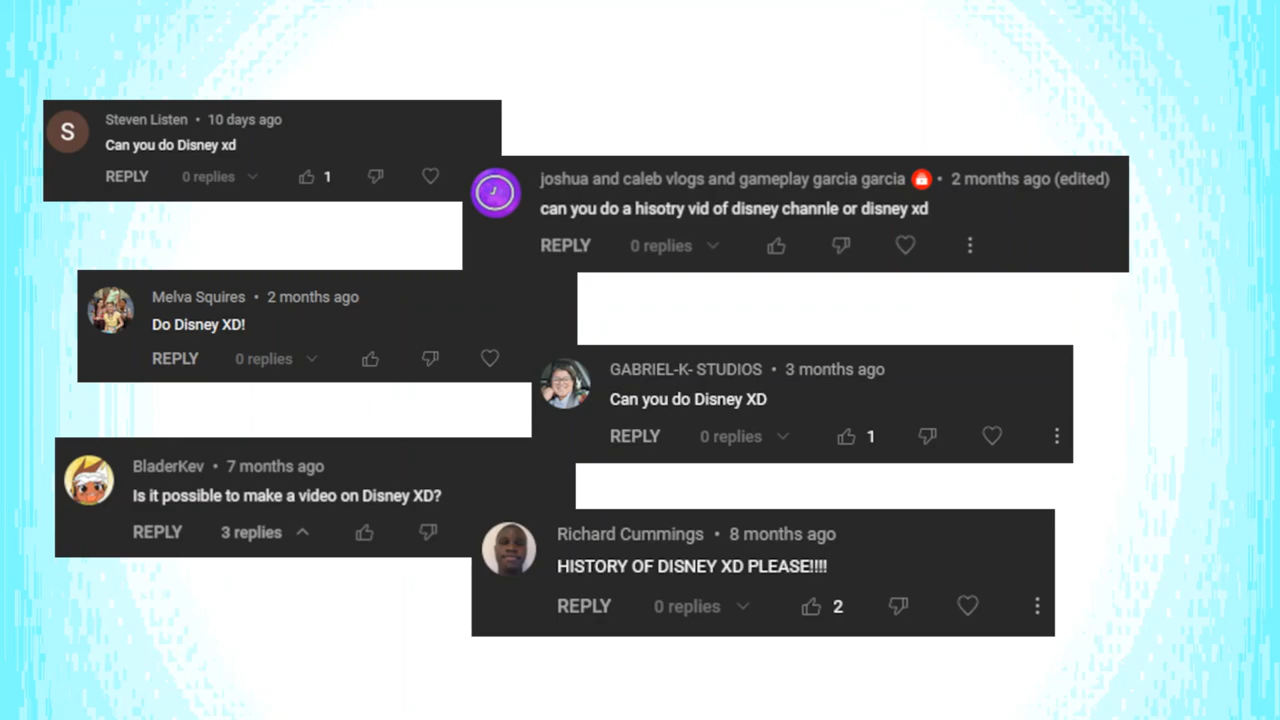 S
Steven Listen • 10 days ago
Can you do Disney xd
REPLY 0 replies 1
J
joshua and caleb vlogs and gameplay garcia garcia • 2 months ago (edited)
can you do a hisotry vid of disney channle or disney xd
REPLY 0 replies
Melva Squires • 2 months ago
Do Disney XD!
REPLY 0 replies
GABRIEL-K- STUDIOS • 3 months ago
Can you do Disney XD
REPLY 0 replies 1
BladerKev • 7 months ago
Is it possible to make a video on Disney XD?
REPLY 3 replies
Richard Cummings • 8 months ago
HISTORY OF DISNEY XD PLEASE!!!!
REPLY 0 replies 2